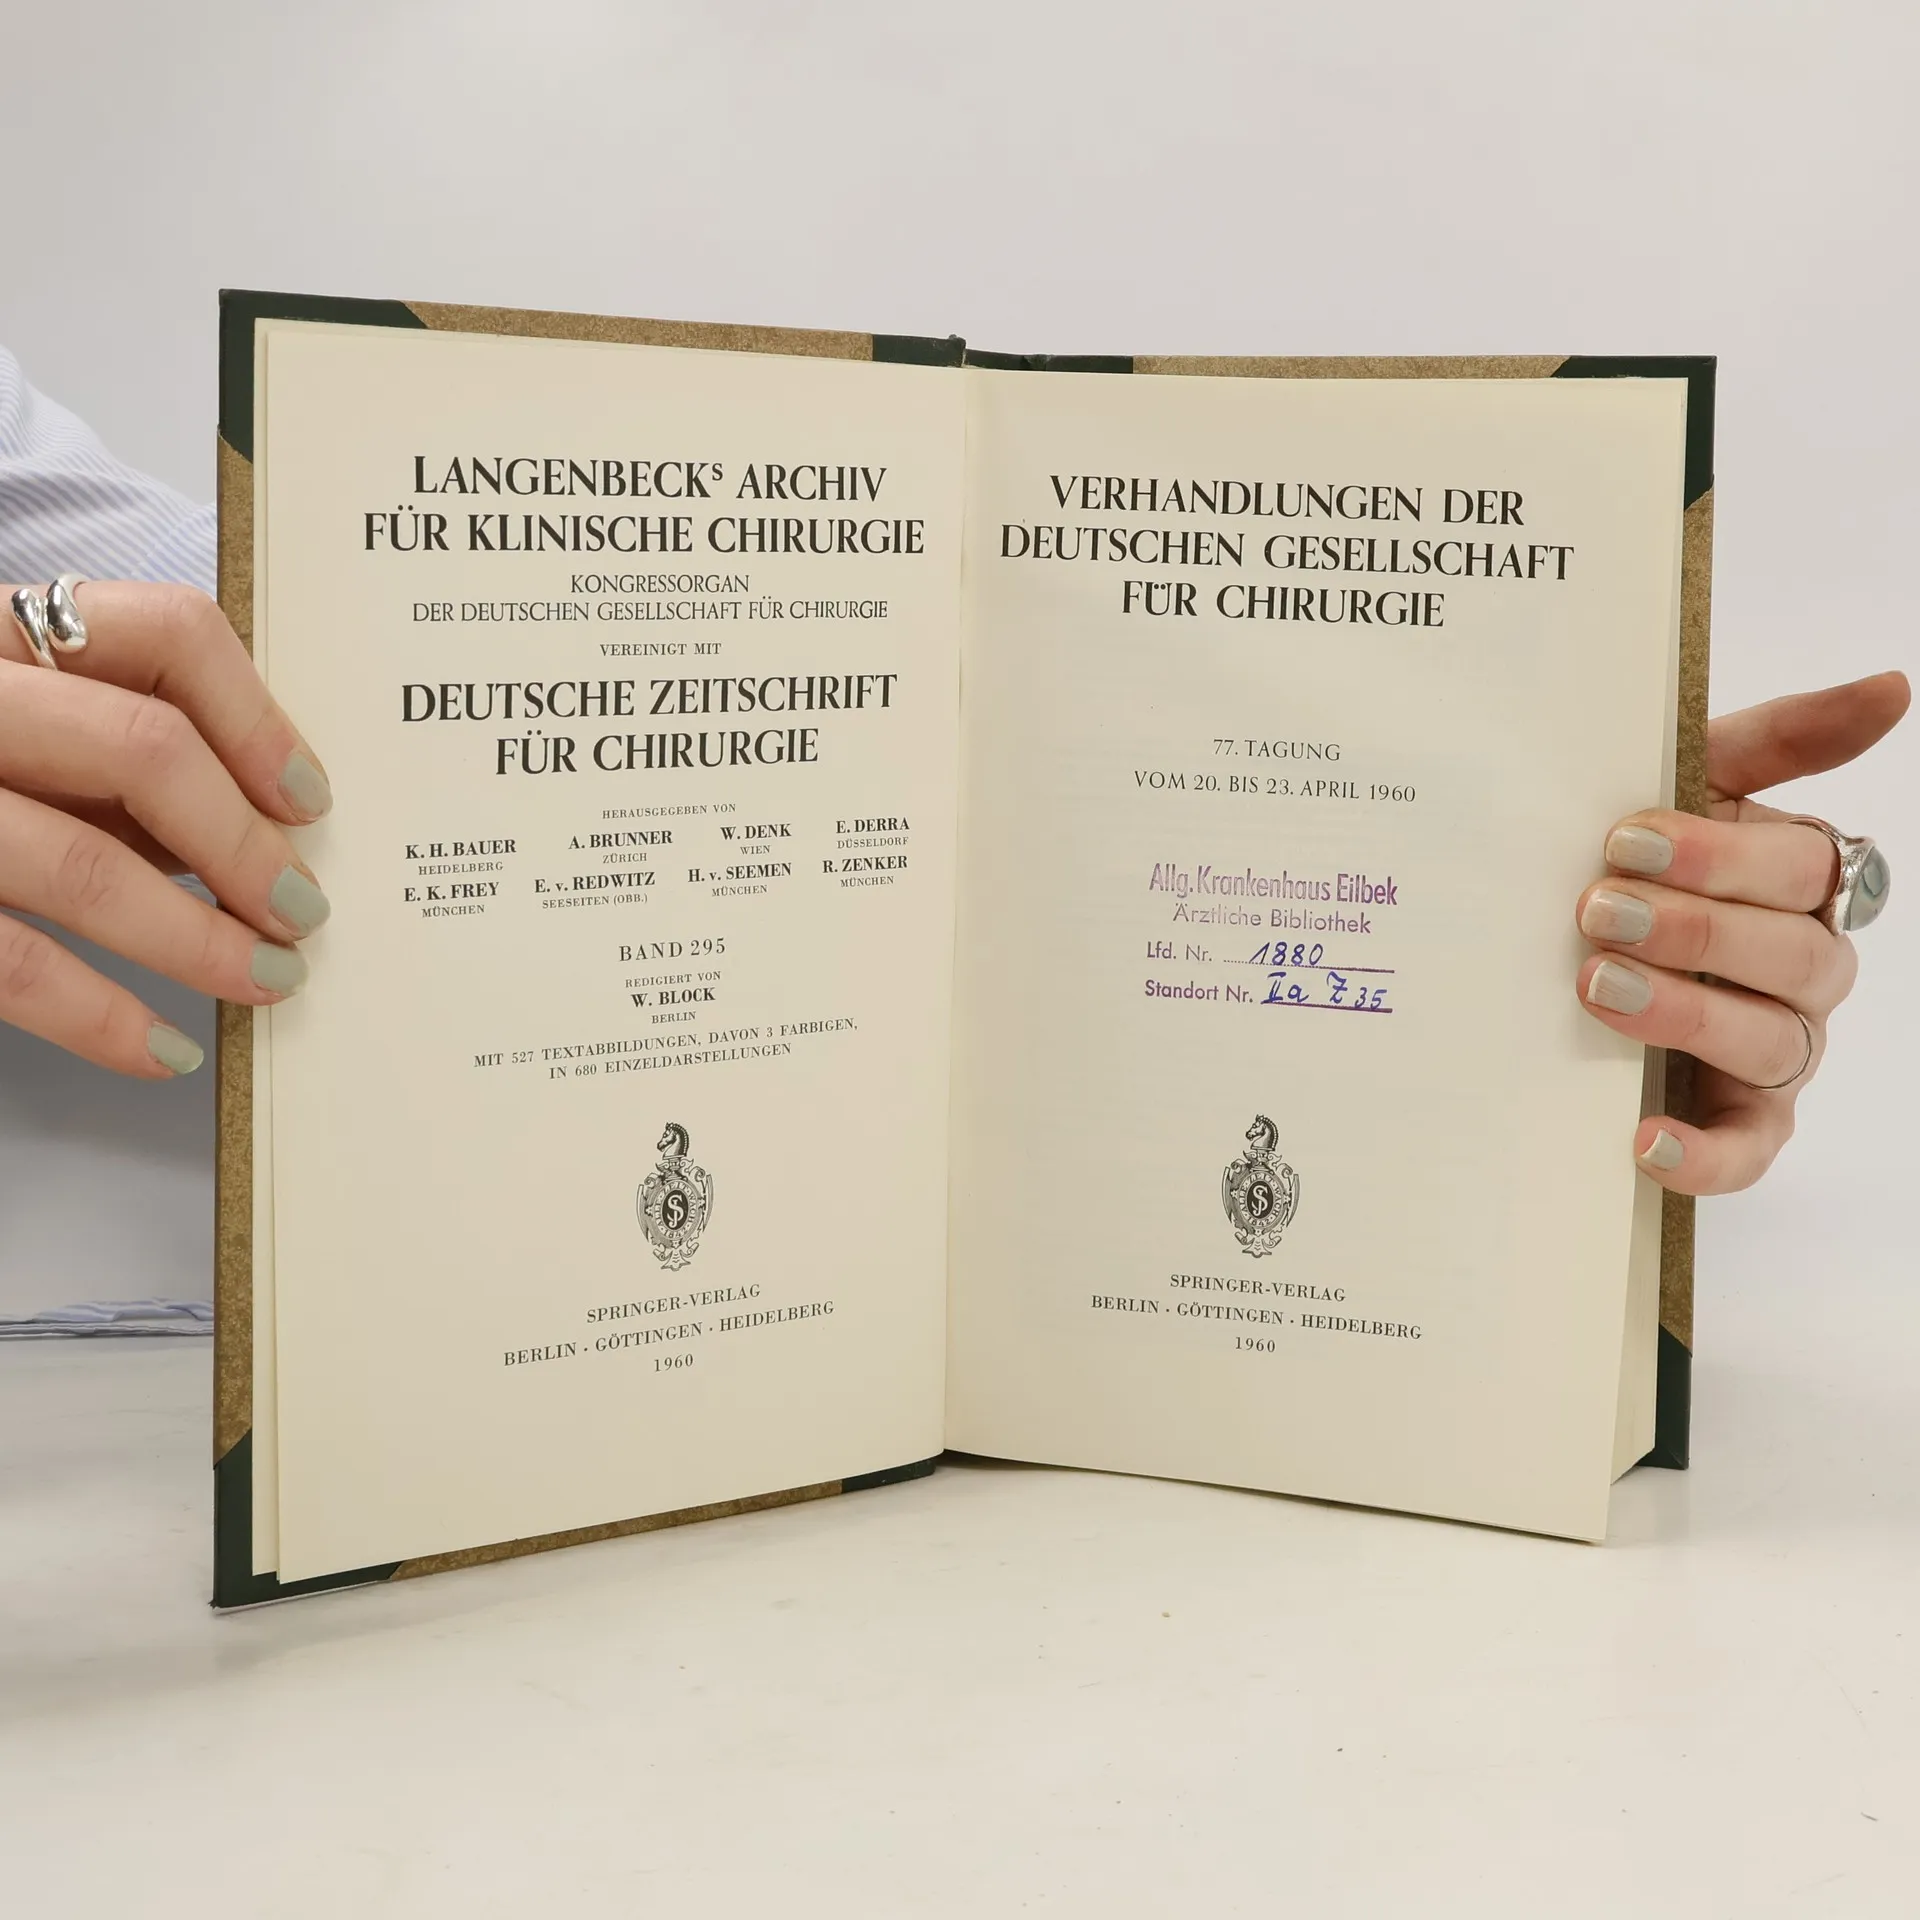 LANGENBECKS ARCHIV
FÜR KLINISCHE CHIRURGIE
KONGRESSORGAN
DER DEUTSCHEN GESELLSCHAFT FÜR CHIRURGIE
VEREINIGT MIT
DEUTSCHE ZEITSCHRIFT
FÜR CHIRURGIE
HERAUSGEGEBEN VON
K. H. BAUER A. BRUNNER W. DENK E. DERRA
HEIDELBERG ZÜRICH WIEN DÜSSELDORF
E. K. FREY E. v. REDWITZ H. v. SEEMEN R. ZENKER
MÜNCHEN SEESEITEN (OBB.) MÜNCHEN MÜNCHEN
BAND 295
REDIGIERT VON
W. BLOCK
BERLIN
MIT 527 TEXTABBILDUNGEN, DAVON 3 FARBIGEN,
IN 680 EINZELDARSTELLUNGEN
SPRINGER-VERLAG
BERLIN · GÖTTINGEN · HEIDELBERG
1960
VERHANDLUNGEN DER
DEUTSCHEN GESELLSCHAFT
FÜR CHIRURGIE
77. TAGUNG
VOM 20. BIS 23. APRIL 1960
Allg. Krankenhaus Eilbek
Ärztliche Bibliothek
Lfd. Nr. 1880
Standort Nr. IIa Z 35
SPRINGER-VERLAG
BERLIN · GÖTTINGEN · HEIDELBERG
1960